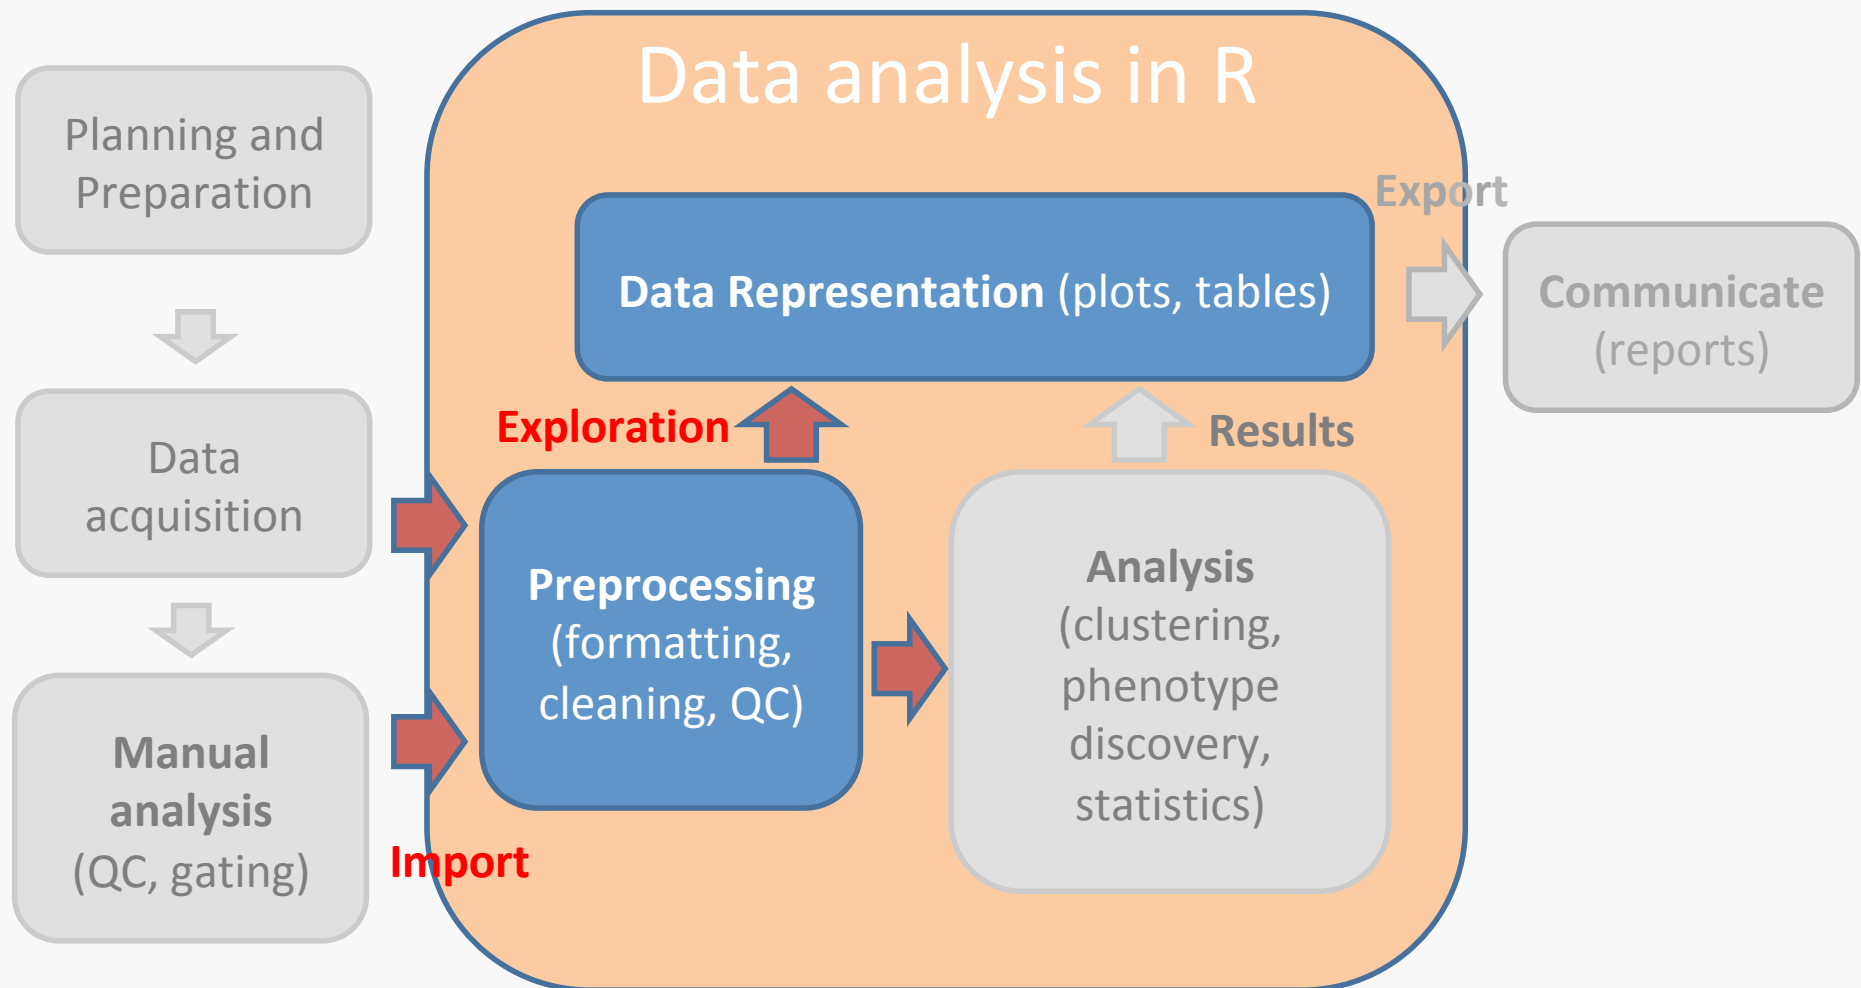 Data analysis in R
Planning and
Preparation
Data
acquisition
Manual
analysis
(QC, gating)
Import
Exploration
Preprocessing
(formatting,
cleaning, QC)
Data Representation (plots, tables)
Results
Analysis
(clustering,
phenotype
discovery,
statistics)
Export
Communicate
(reports)